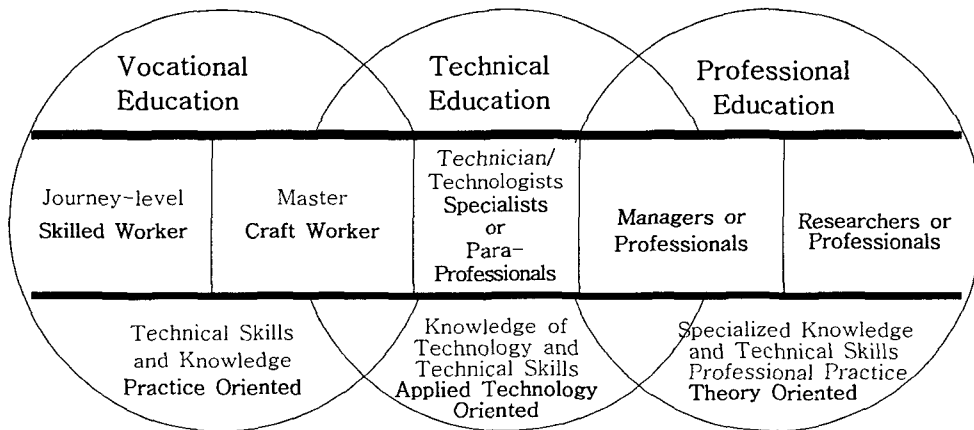 Vocational
Education
Technical
Education
Professional
Education
Journey-level
Skilled Worker
Master
Craft Worker
Technician/
Technologists
Specialists
or
Para-
Professionals
Managers or
Professionals
Researchers or
Professionals
Technical Skills
and Knowledge
Practice Oriented
Knowledge of
Technology and
Technical Skills
Applied Technology
Oriented
Specialized Knowledge
and Technical Skills
Professional Practice
Theory Oriented